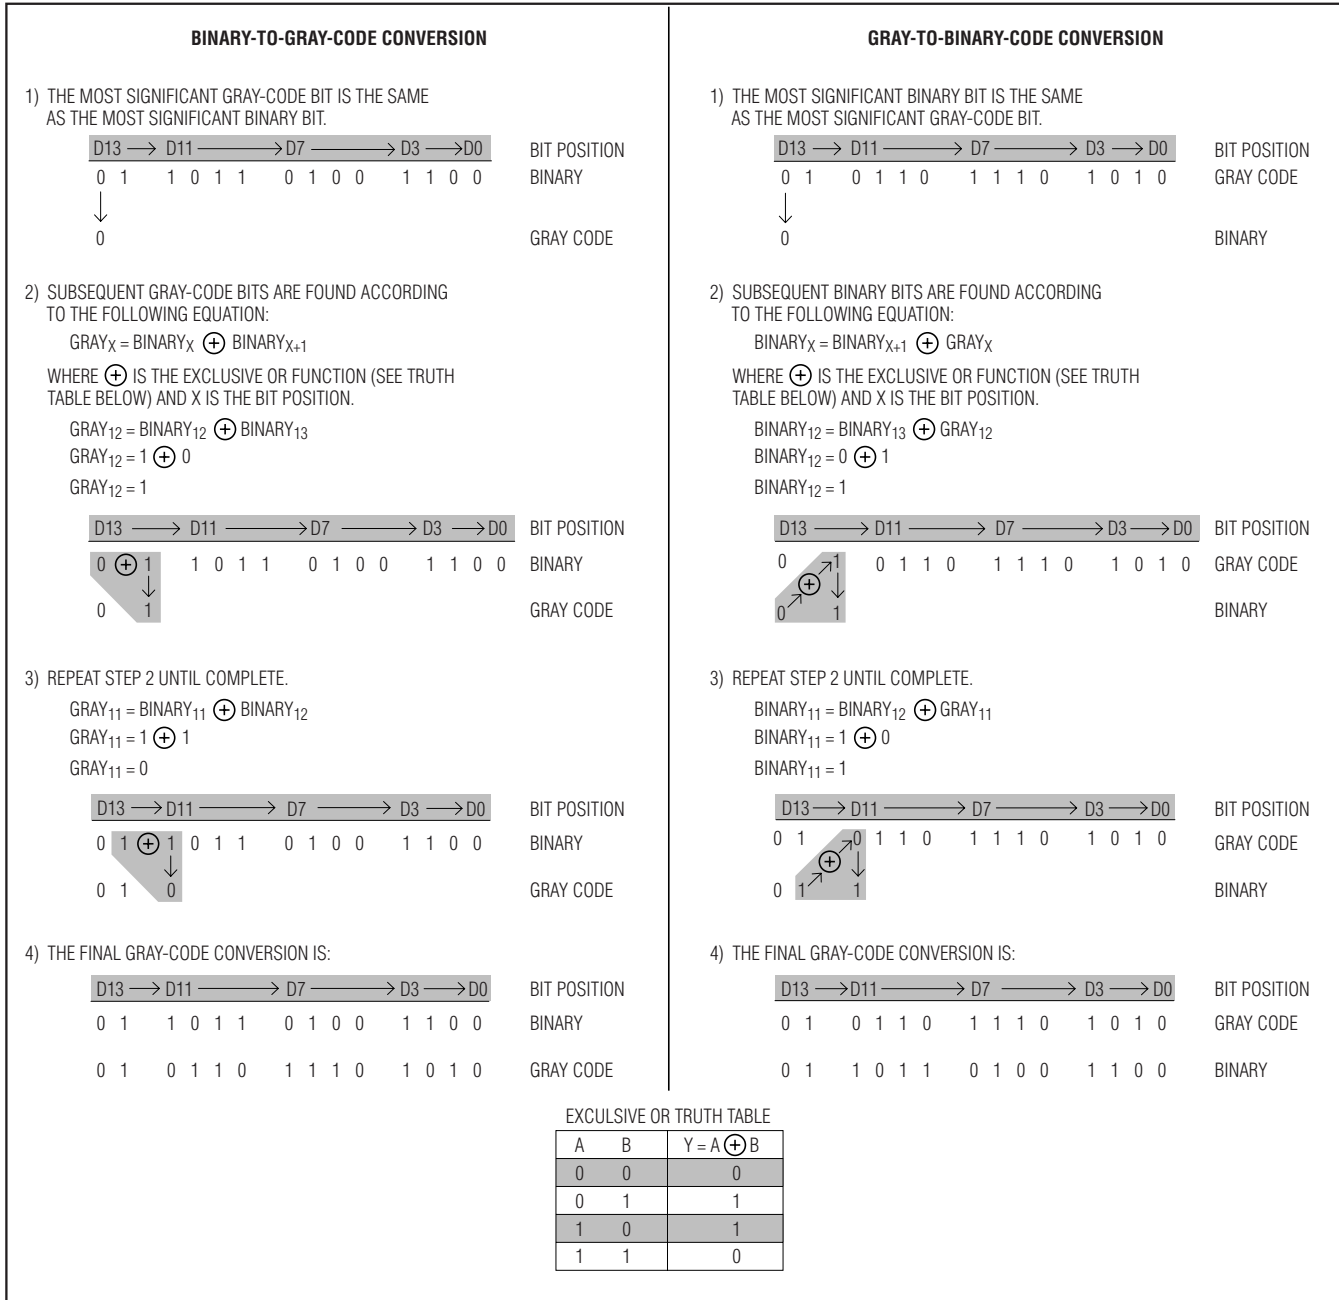 BINARY-TO-GRAY-CODE CONVERSION
1) THE MOST SIGNIFICANT GRAY-CODE BIT IS THE SAME
AS THE MOST SIGNIFICANT BINARY BIT.
D13 → D11 → D7 → D3 → D0 BIT POSITION
0 1 1 0 1 1 0 1 0 0 1 1 0 0 BINARY
0 GRAY CODE
2) SUBSEQUENT GRAY-CODE BITS ARE FOUND ACCORDING
TO THE FOLLOWING EQUATION:
GRAYX = BINARYX ⊕ BINARYX+1
WHERE ⊕ IS THE EXCLUSIVE OR FUNCTION (SEE TRUTH
TABLE BELOW) AND X IS THE BIT POSITION.
GRAY12 = BINARY12 ⊕ BINARY13
GRAY12 = 1 ⊕ 0
GRAY12 = 1
D13 → D11 → D7 → D3 → D0 BIT POSITION
0 ⊕ 1 1 0 1 1 0 1 0 0 1 1 0 0 BINARY
0 1 GRAY CODE
3) REPEAT STEP 2 UNTIL COMPLETE.
GRAY11 = BINARY11 ⊕ BINARY12
GRAY11 = 1 ⊕ 1
GRAY11 = 0
D13 → D11 → D7 → D3 → D0 BIT POSITION
0 1 ⊕ 1 0 1 1 0 1 0 0 1 1 0 0 BINARY
0 1 0 GRAY CODE
4) THE FINAL GRAY-CODE CONVERSION IS:
D13 → D11 → D7 → D3 → D0 BIT POSITION
0 1 1 0 1 1 0 1 0 0 1 1 0 0 BINARY
0 1 0 1 1 0 1 1 1 0 1 0 1 0 GRAY CODE
GRAY-TO-BINARY-CODE CONVERSION
1) THE MOST SIGNIFICANT BINARY BIT IS THE SAME
AS THE MOST SIGNIFICANT GRAY-CODE BIT.
D13 → D11 → D7 → D3 → D0 BIT POSITION
0 1 0 1 1 0 1 1 1 0 1 0 1 0 GRAY CODE
0 BINARY
2) SUBSEQUENT BINARY BITS ARE FOUND ACCORDING
TO THE FOLLOWING EQUATION:
BINARYX = BINARYX+1 ⊕ GRAYX
WHERE ⊕ IS THE EXCLUSIVE OR FUNCTION (SEE TRUTH
TABLE BELOW) AND X IS THE BIT POSITION.
BINARY12 = BINARY13 ⊕ GRAY12
BINARY12 = 0 ⊕ 1
BINARY12 = 1
D13 → D11 → D7 → D3 → D0 BIT POSITION
0 1 0 1 1 0 1 1 1 0 1 0 1 0 GRAY CODE
⊕
0 1 BINARY
3) REPEAT STEP 2 UNTIL COMPLETE.
BINARY11 = BINARY12 ⊕ GRAY11
BINARY11 = 1 ⊕ 0
BINARY11 = 1
D13 → D11 → D7 → D3 → D0 BIT POSITION
0 1 0 1 1 0 1 1 1 0 1 0 1 0 GRAY CODE
⊕
0 1 1 BINARY
4) THE FINAL GRAY-CODE CONVERSION IS:
D13 → D11 → D7 → D3 → D0 BIT POSITION
0 1 0 1 1 0 1 1 1 0 1 0 1 0 GRAY CODE
0 1 1 0 1 1 0 1 0 0 1 1 0 0 BINARY
EXCULSIVE OR TRUTH TABLE
A B Y = A ⊕ B
0 0 0
0 1 1
1 0 1
1 1 0